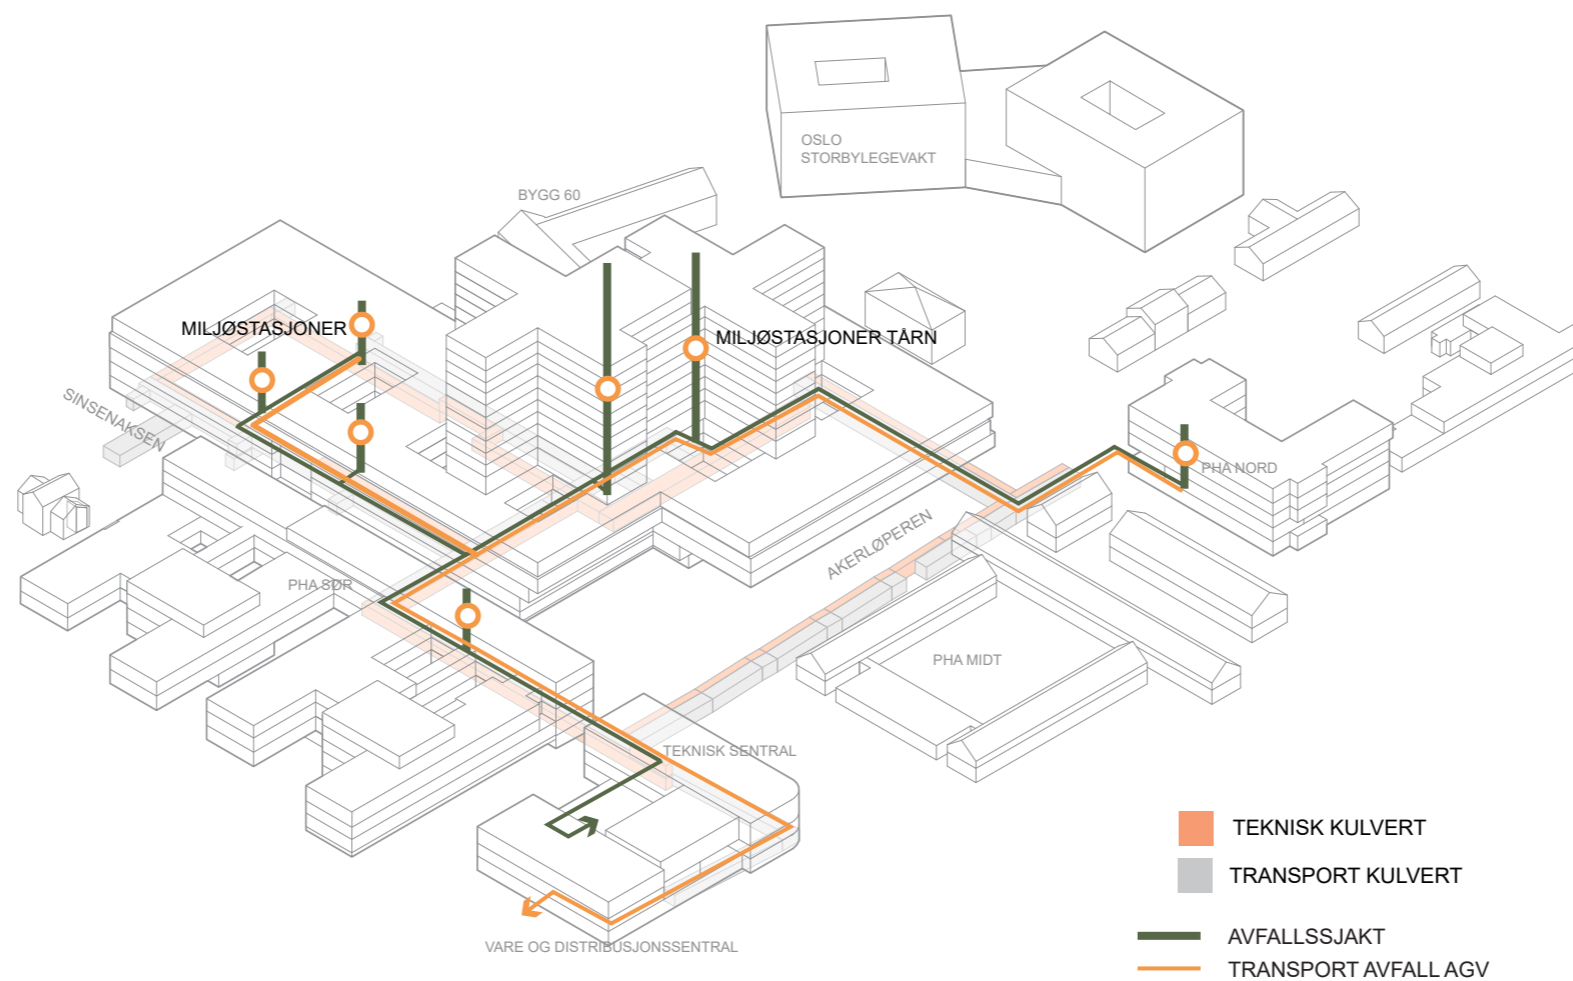 OSLO
STORBYLEGEVAKT
BYGG 60
MILJØSTASJONER
MILJØSTASJONER TÅRN
SINSENAKSEN
PHA NORD
AKERLØPEREN
PHA SØR
PHA MIDT
TEKNISK SENTRAL
TEKNISK KULVERT
TRANSPORT KULVERT
VARE OG DISTRIBUSJONSSENTRAL
AVFALLSSJAKT
TRANSPORT AVFALL AGV